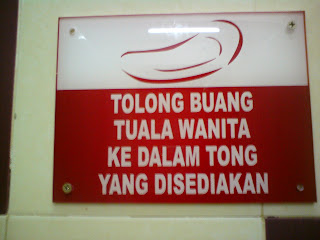 TOLONG BUANG
TUALA WANITA
KE DALAM TONG
YANG DISEDIAKAN